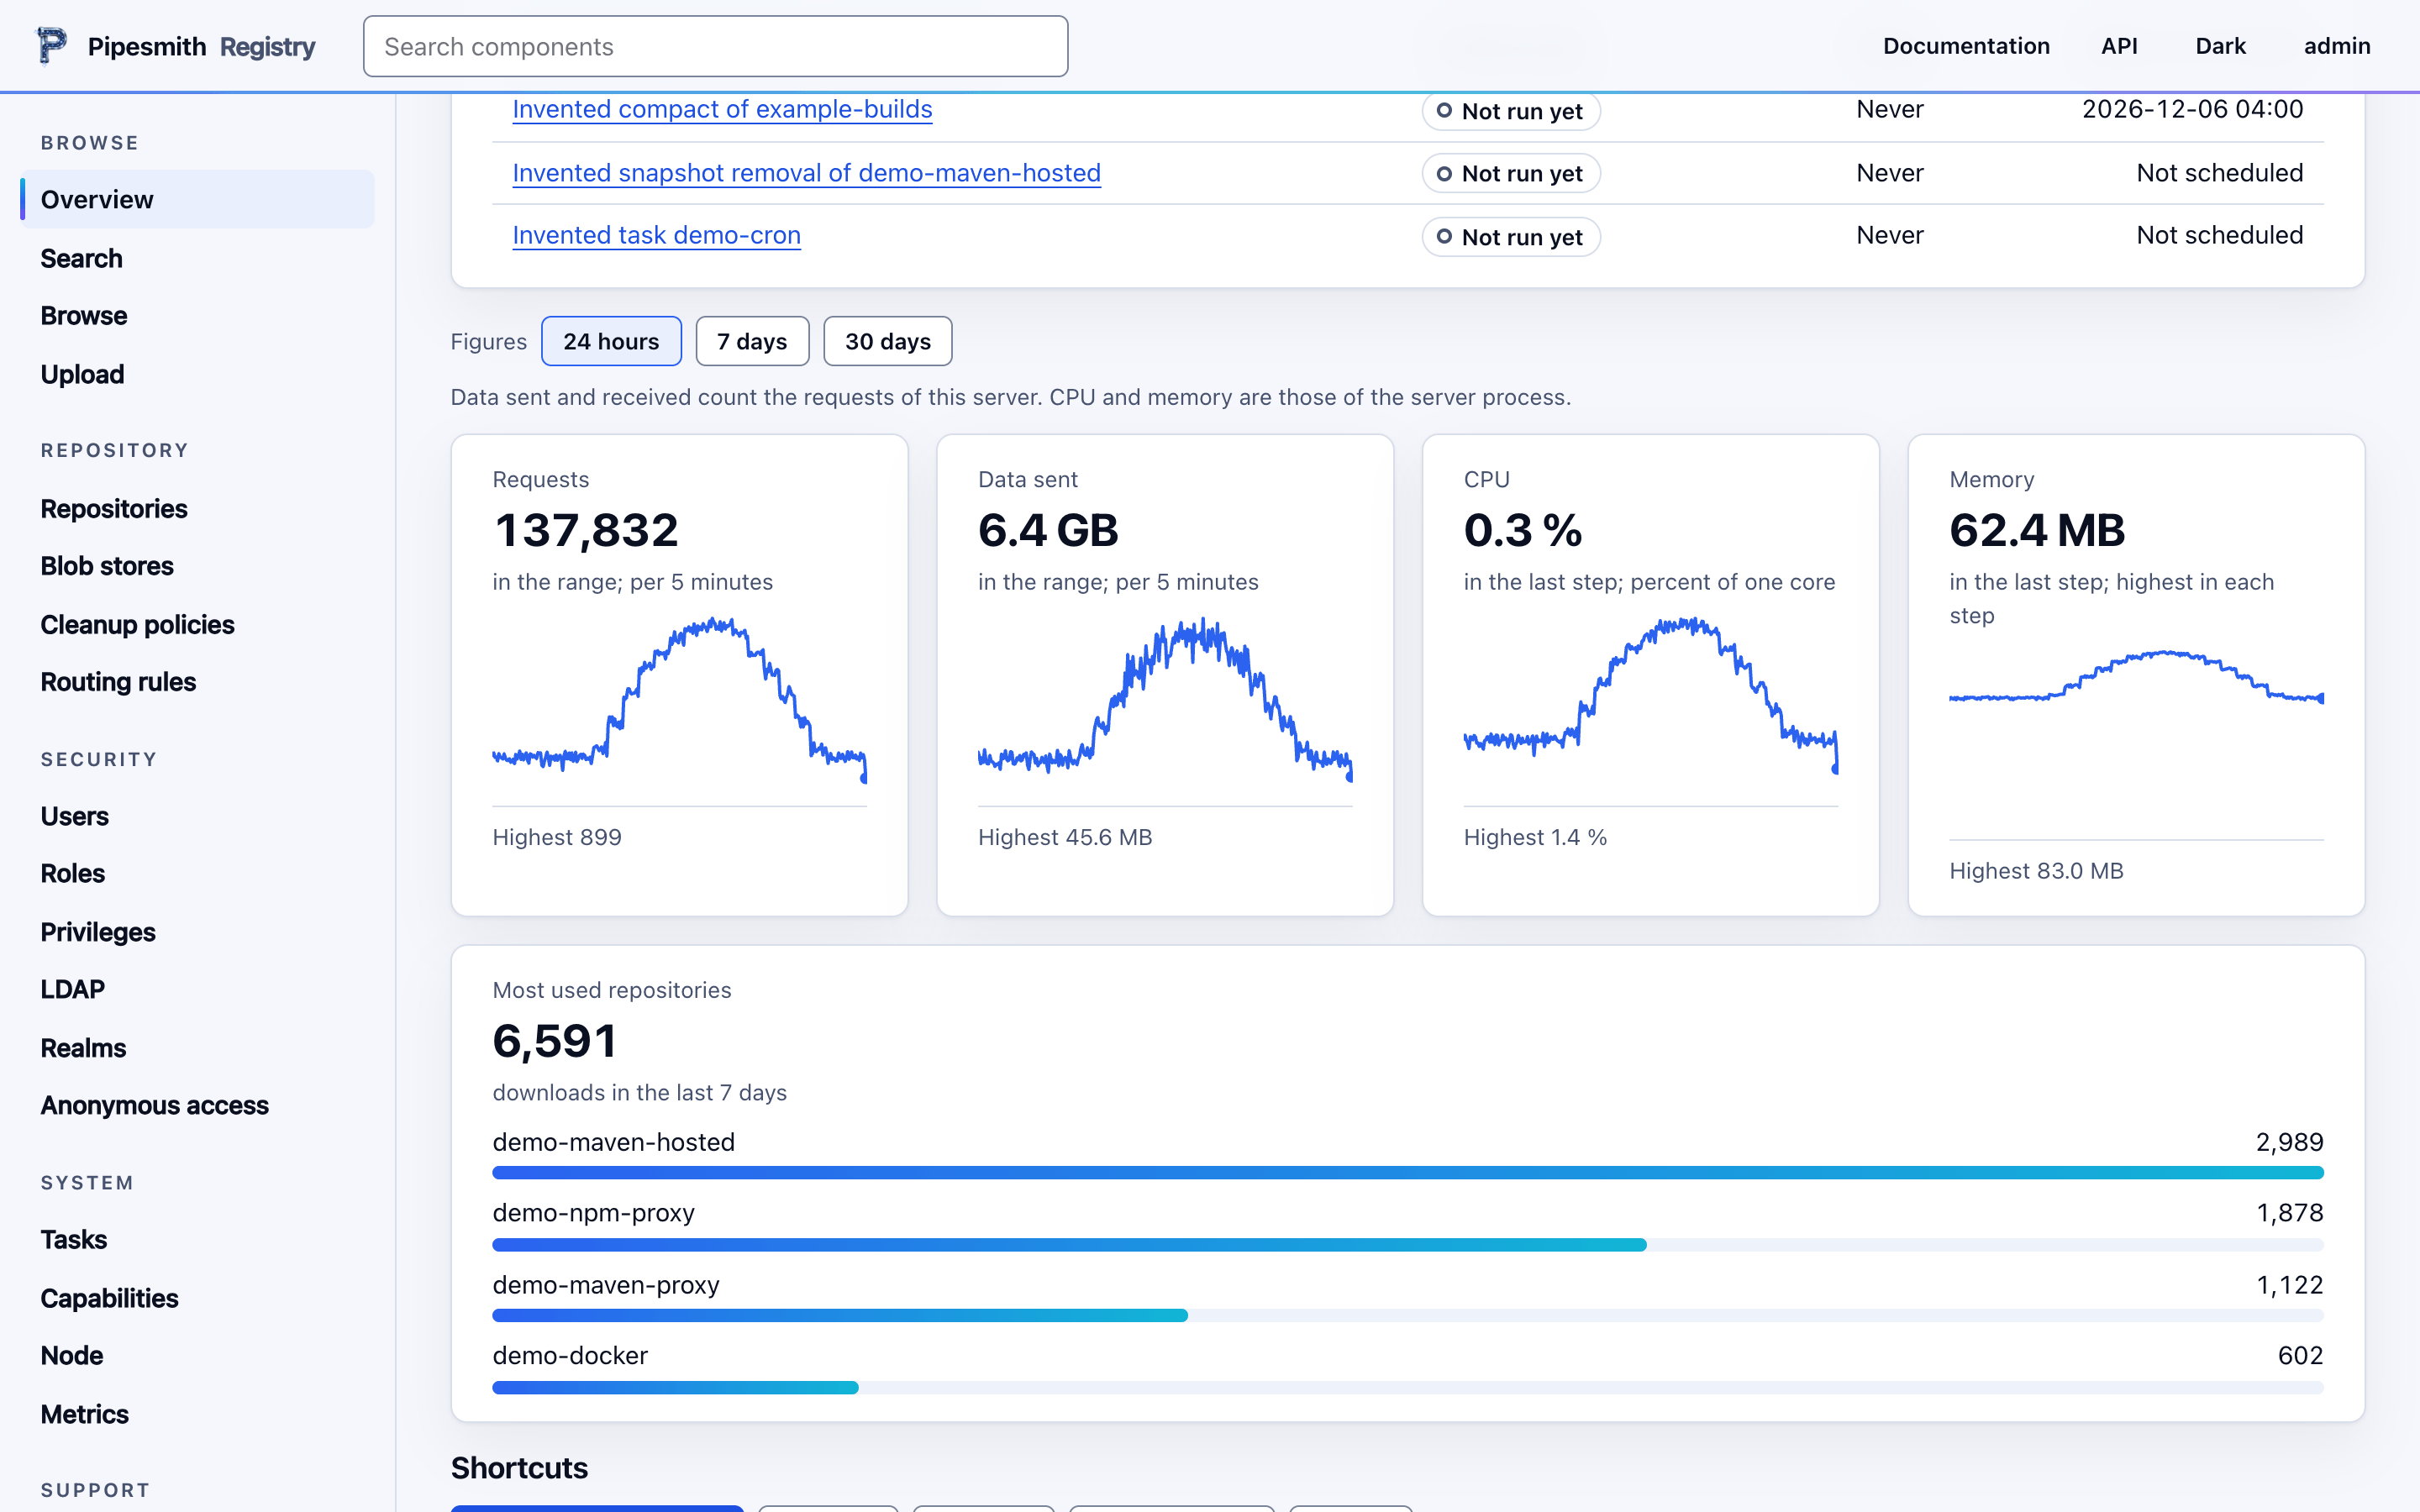 Pipesmith Registry
Search components
Documentation
API
Dark
admin
BROWSE
Overview
Search
Browse
Upload
REPOSITORY
Repositories
Blob stores
Cleanup policies
Routing rules
SECURITY
Users
Roles
Privileges
LDAP
Realms
Anonymous access
SYSTEM
Tasks
Capabilities
Node
Metrics
SUPPORT
Invented compact of example-builds Not run yet Never 2026-12-06 04:00
Invented snapshot removal of demo-maven-hosted Not run yet Never Not scheduled
Invented task demo-cron Not run yet Never Not scheduled
Figures 24 hours 7 days 30 days
Data sent and received count the requests of this server. CPU and memory are those of the server process.
Requests
137,832
in the range; per 5 minutes
Highest 899
Data sent
6.4 GB
in the range; per 5 minutes
Highest 45.6 MB
CPU
0.3 %
in the last step; percent of one core
Highest 1.4 %
Memory
62.4 MB
in the last step; highest in each
step
Highest 83.0 MB
Most used repositories
6,591
downloads in the last 7 days
demo-maven-hosted 2,989
demo-npm-proxy 1,878
demo-maven-proxy 1,122
demo-docker 602
Shortcuts